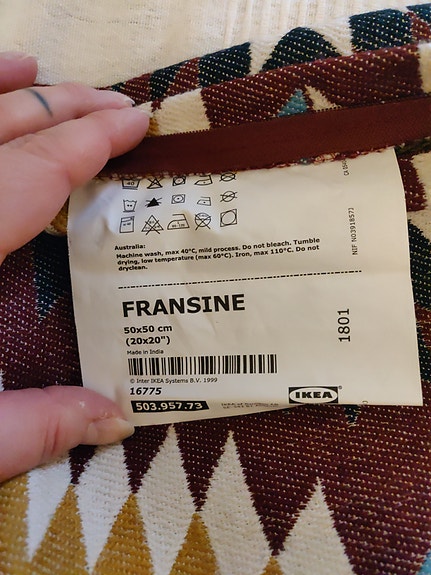 Australia:
Machine wash, max 40°C, mild process. Do not bleach. Tumble
drying, low temperature (max 60°C). Iron, max 110°C. Do not
dryclean.
FRANSINE
50x50 cm
(20x20")
Made in India
© Inter IKEA Systems B.V. 1999
16775
503.957.73
IKEA
1801